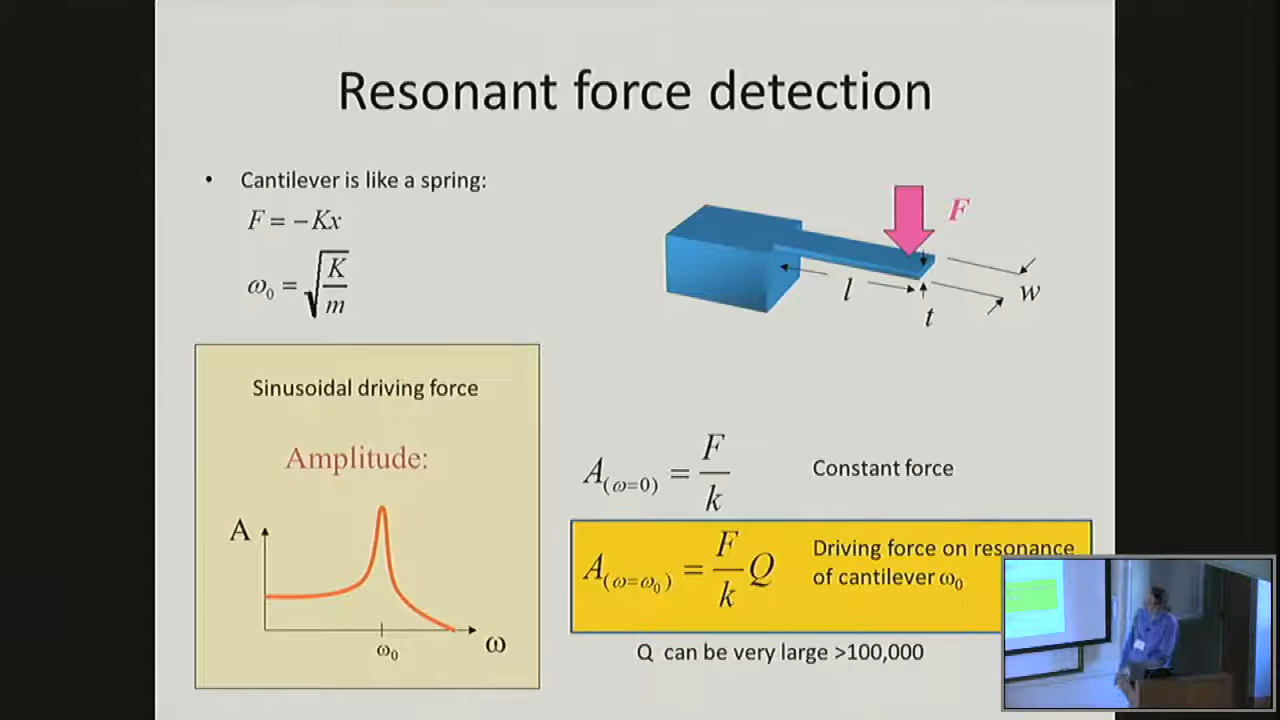 Resonant force detection
• Cantilever is like a spring:
F = −Kx
ω₀ = √(K/m)
F
l
t
w
Sinusoidal driving force
Amplitude:
A
ω₀
ω
A(ω=0) = F/k
Constant force
A(ω=ω₀) = F/k Q
Driving force on resonance
of cantilever ω₀
Q can be very large >100,000